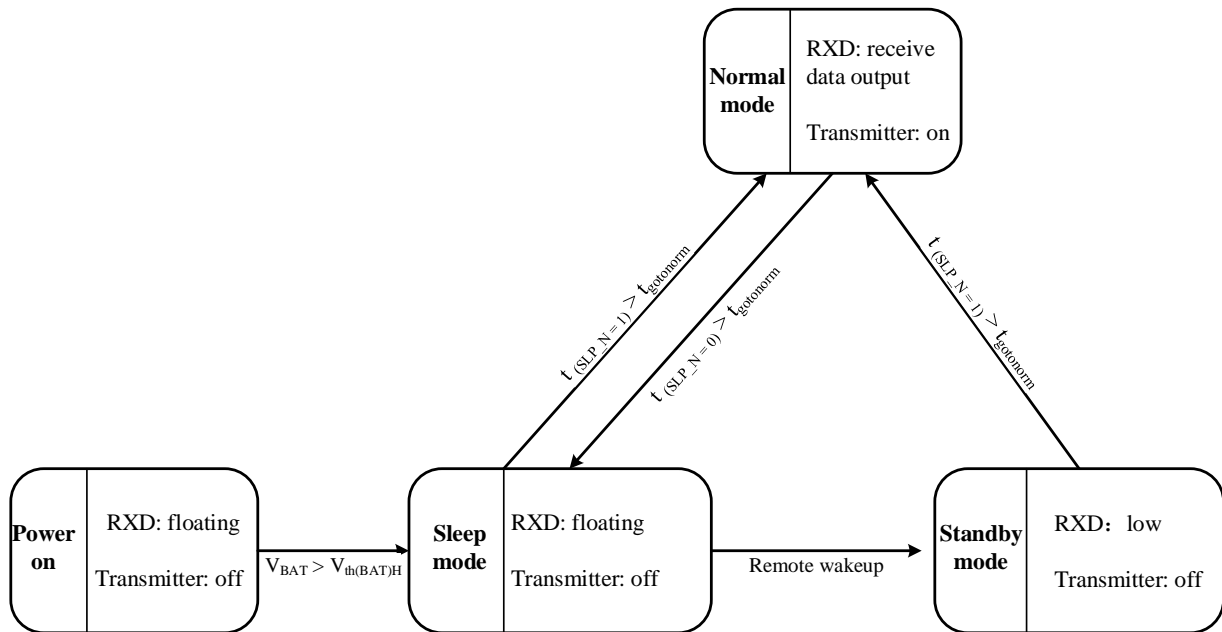 Normal
mode
RXD: receive
data output
Transmitter: on
t (SLP_N = 1) > tgotonorm
t (SLP_N = 0) > tgotonorm
t (SLP_N = 1) > tgotonorm
Power
on
RXD: floating
Transmitter: off
VBAT > Vth(BAT)H
Sleep
mode
RXD: floating
Transmitter: off
Remote wakeup
Standby
mode
RXD: low
Transmitter: off